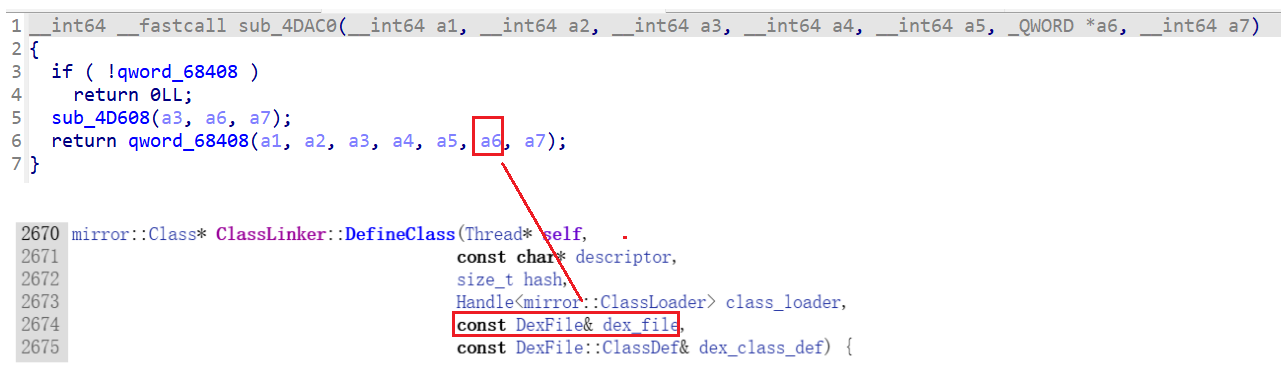 1 __int64 __fastcall sub_4DAC0(__int64 a1, __int64 a2, __int64 a3, __int64 a4, __int64 a5, _QWORD *a6, __int64 a7)
2 {
3 if ( !qword_68408 )
4 return 0LL;
5 sub_4D608(a3, a6, a7);
6 return qword_68408(a1, a2, a3, a4, a5, a6, a7);
7 }
2670 mirror::Class* ClassLinker::DefineClass(Thread* self,
2671 const char* descriptor,
2672 size_t hash,
2673 Handle<mirror::ClassLoader> class_loader,
2674 const DexFile& dex_file,
2675 const DexFile::ClassDef& dex_class_def) {